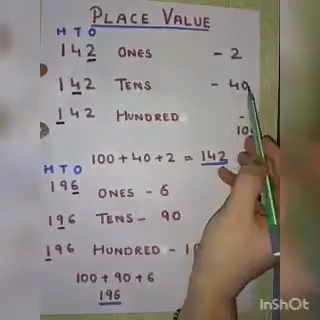 PLACE VALUE
H T O
142 ONES - 2
142 TENS - 40
142 HUNDRED -
100 + 40 + 2 = 142
H T O
196 ONES - 6
196 TENS - 90
196 HUNDRED -
100 + 90 + 6
196
InShOt